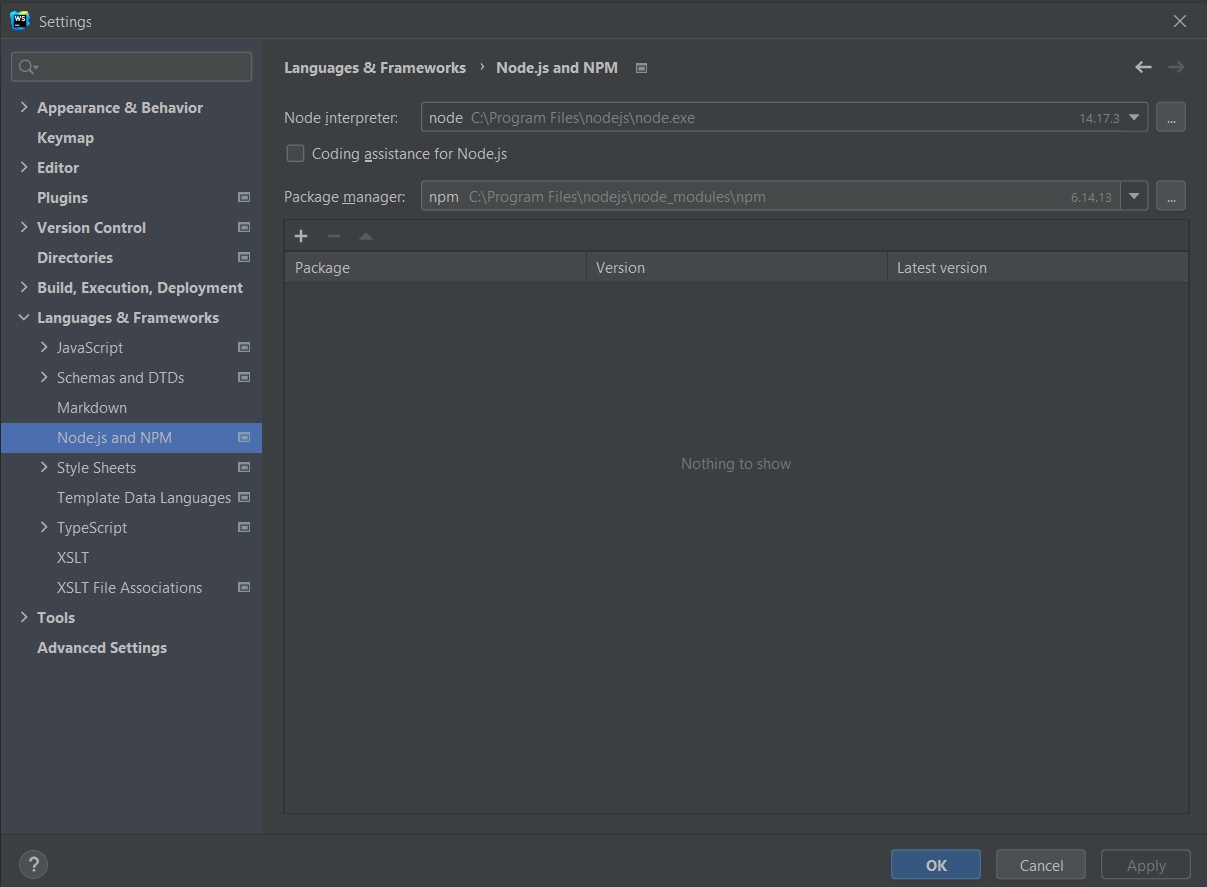 WS
Settings
Languages & Frameworks › Node.js and NPM
Appearance & Behavior
Keymap
Editor
Plugins
Version Control
Directories
Build, Execution, Deployment
Languages & Frameworks
JavaScript
Schemas and DTDs
Markdown
Node.js and NPM
Style Sheets
Template Data Languages
TypeScript
XSLT
XSLT File Associations
Tools
Advanced Settings
Node interpreter: node C:\Program Files\nodejs\node.exe 14.17.3 ...
Coding assistance for Node.js
Package manager: npm C:\Program Files\nodejs\node_modules\npm 6.14.13 ...
Package Version Latest version
Nothing to show
? OK Cancel Apply